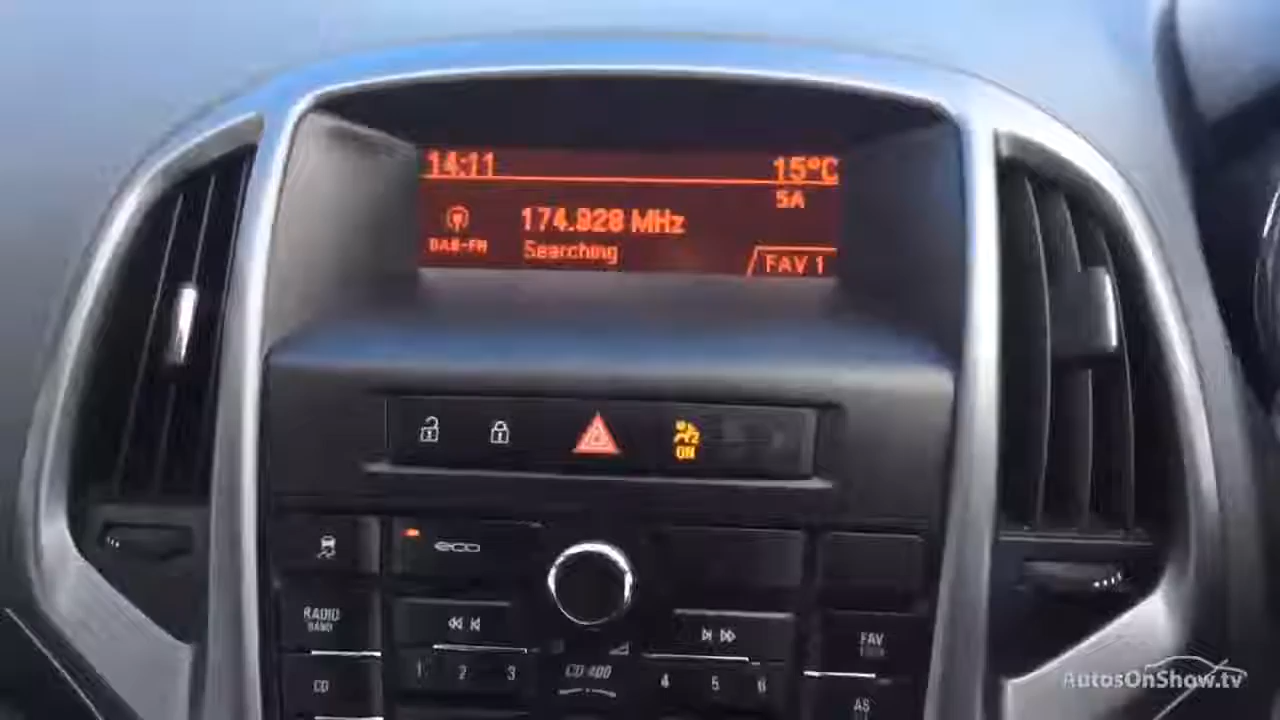 14:11
15°C
5A
174.928 MHz
DAB-FM
Searching
FAV 1
ON
eco
RADIO
BAND
FAV
1 2 3
CD 400
4 5 6
CD
AS
AutosOnShow.tv